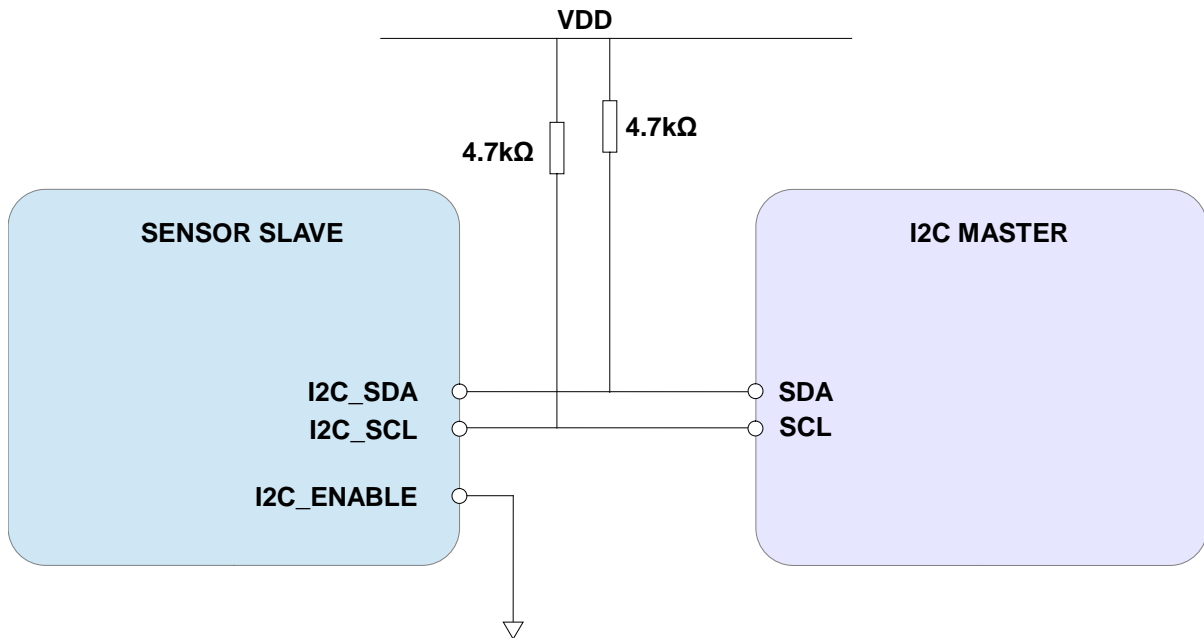 VDD
4.7kΩ
4.7kΩ
SENSOR SLAVE
I2C MASTER
I2C_SDA
SDA
I2C_SCL
SCL
I2C_ENABLE